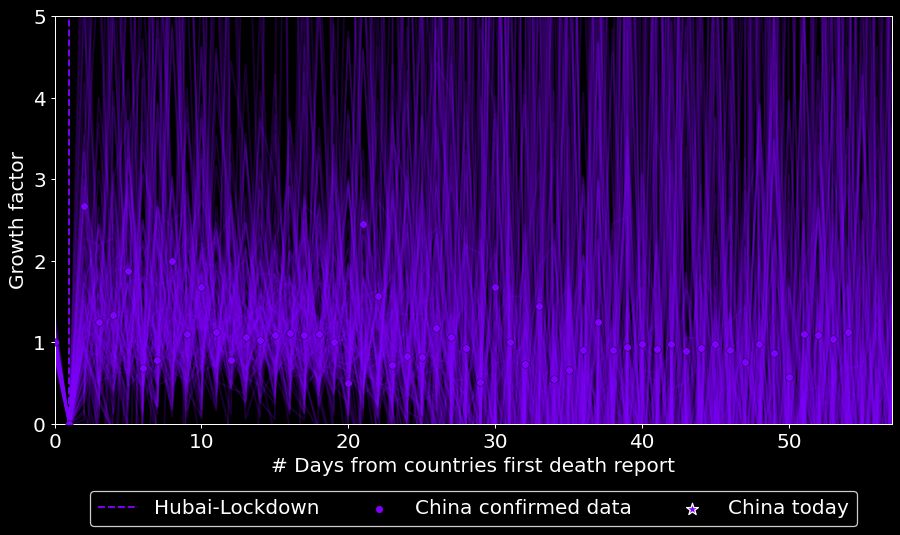 5
4
3
2
1
0
Growth factor
0 10 20 30 40 50
# Days from countries first death report
Hubai-Lockdown China confirmed data China today